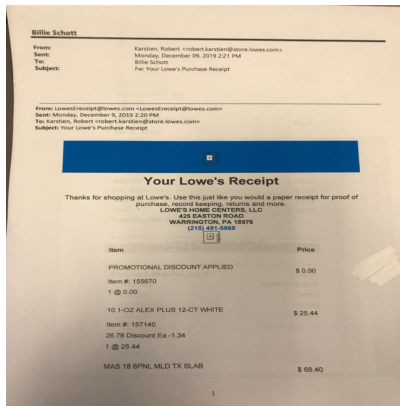 Billie Schott
From: Karstien, Robert <robert.karstien@store.lowes.com>
Sent: Monday, December 09, 2019 2:21 PM
To: Billie Schott
Subject: Fw: Your Lowe's Purchase Receipt
From: LowesEreceipt@lowes.com <LowesEreceipt@lowes.com>
Sent: Monday, December 9, 2019 2:20 PM
To: Karstien, Robert <robert.karstien@store.lowes.com>
Subject: Your Lowe's Purchase Receipt
Your Lowe's Receipt
Thanks for shopping at Lowe's. Use this just like you would a paper receipt for proof of
purchase, record keeping, returns and more.
LOWE'S HOME CENTERS, LLC
425 EASTON ROAD
WARRINGTON, PA 18976
(215) 491-5968
Item Price
PROMOTIONAL DISCOUNT APPLIED $ 0.00
Item #: 155670
1 @ 0.00
10.1-OZ ALEX PLUS 12-CT WHITE $ 25.44
Item #: 157140
26.78 Discount Ea -1.34
1 @ 25.44
MAS 18 6PNL MLD TX SLAB $ 68.40
1